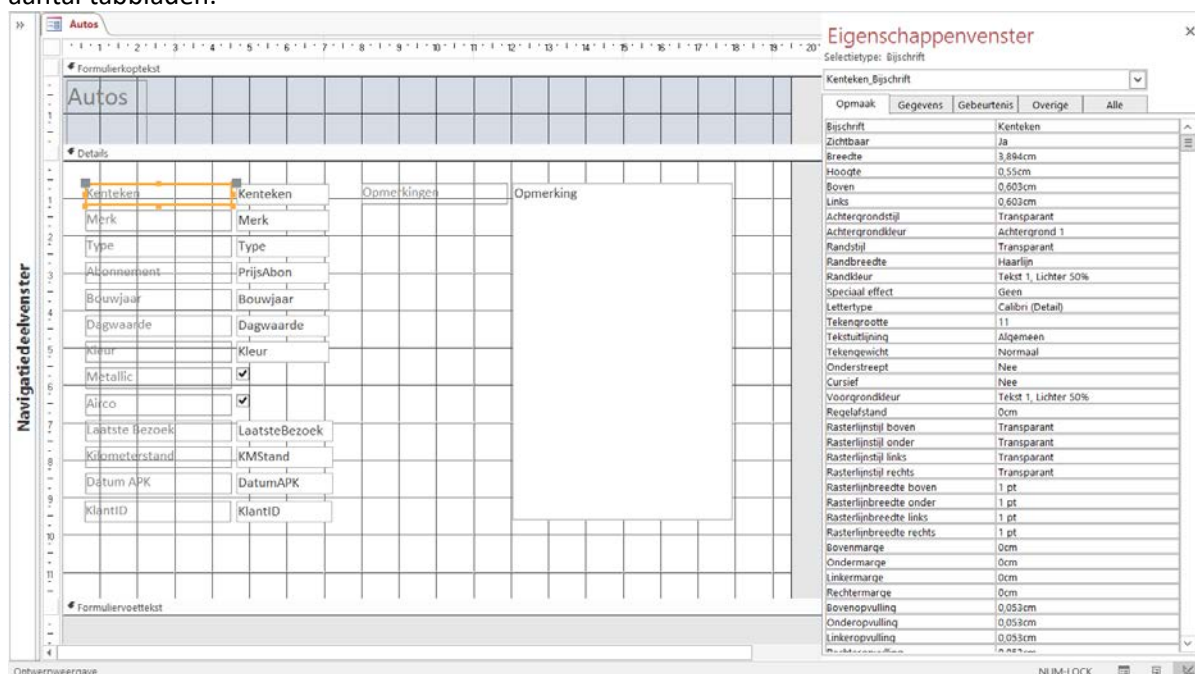 aantal tabbladen.
Autos
Formulierkoptekst
Autos
Details
Kenteken Kenteken Opmerkingen Opmerking
Merk Merk
Type Type
Abonnement PrijsAbon
Bouwjaar Bouwjaar
Dagwaarde Dagwaarde
Kleur Kleur
Metallic
Airco
Laatste Bezoek LaatsteBezoek
Kilometerstand KMStand
Datum APK DatumAPK
KlantID KlantID
Formuliervoettekst
Navigatiedeelvenster
Eigenschappenvenster
Selectietype: Bijschrift
Kenteken_Bijschrift
Opmaak Gegevens Gebeurtenis Overige Alle
Bijschrift Kenteken
Zichtbaar Ja
Breedte 3,894cm
Hoogte 0,55cm
Boven 0,603cm
Links 0,603cm
Achtergrondstijl Transparant
Achtergrondkleur Achtergrond 1
Randstijl Transparant
Randbreedte Haarlijn
Randkleur Tekst 1, Lichter 50%
Speciaal effect Geen
Lettertype Calibri (Detail)
Tekengrootte 11
Tekstuitlijning Algemeen
Tekengewicht Normaal
Onderstreept Nee
Cursief Nee
Voorgrondkleur Tekst 1, Lichter 50%
Regelafstand 0cm
Rasterlijnstijl boven Transparant
Rasterlijnstijl onder Transparant
Rasterlijnstijl links Transparant
Rasterlijnstijl rechts Transparant
Rasterlijnbreedte boven 1 pt
Rasterlijnbreedte onder 1 pt
Rasterlijnbreedte links 1 pt
Rasterlijnbreedte rechts 1 pt
Bovenmarge 0cm
Ondermarge 0cm
Linkermarge 0cm
Rechtermarge 0cm
Bovenopvulling 0,053cm
Onderopvulling 0,053cm
Linkeropvulling 0,053cm
Ontwerpweergave NUM-LOCK